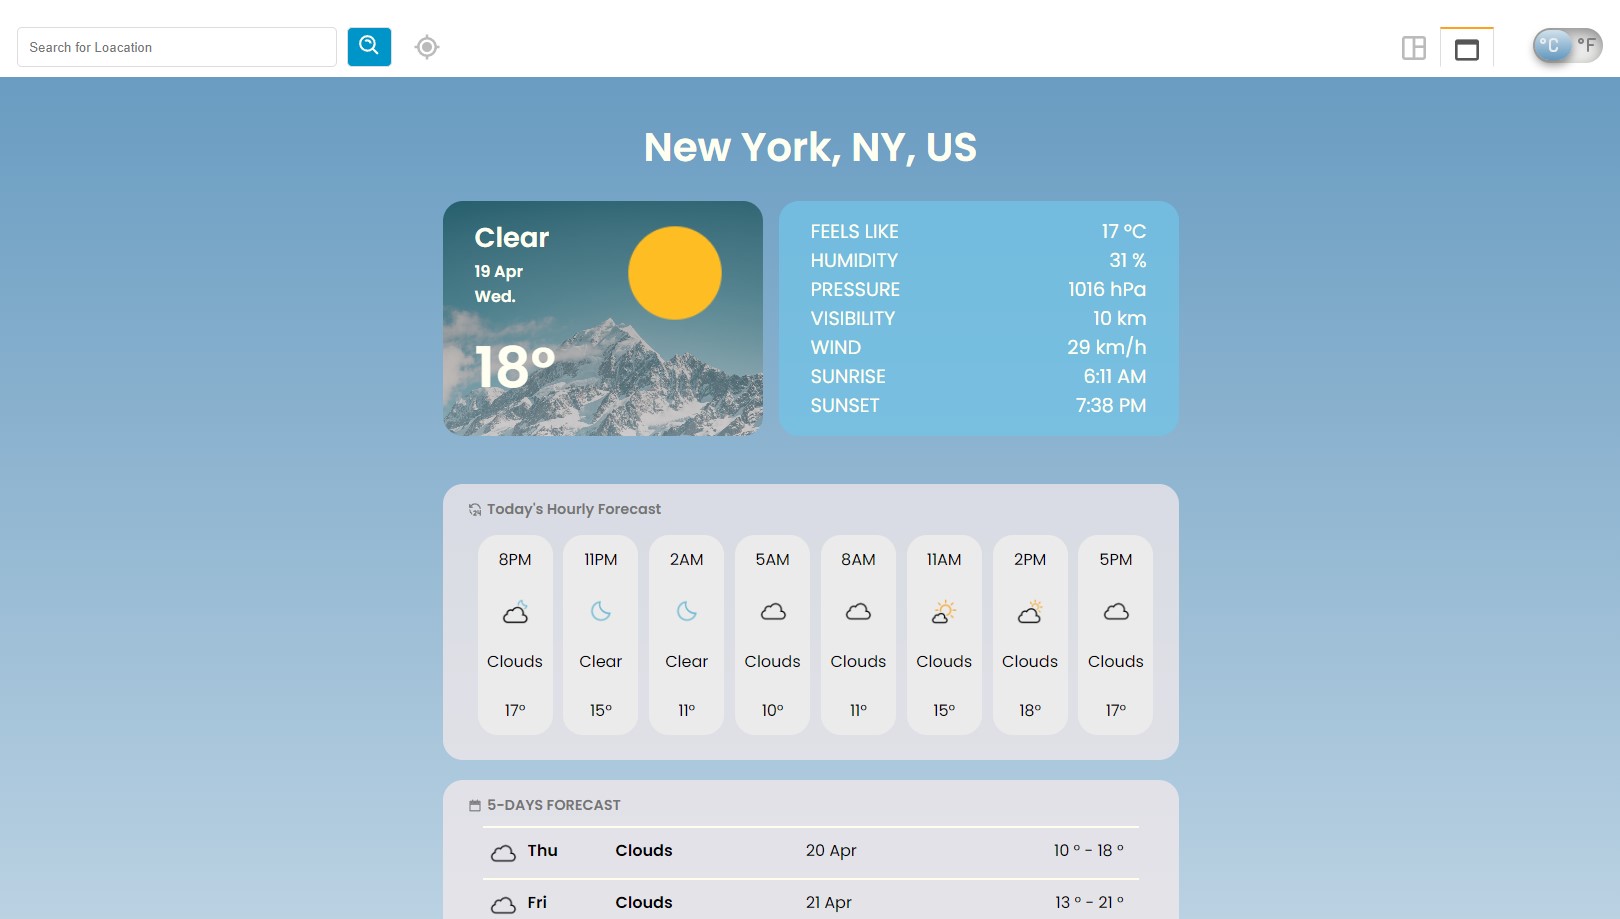 Search for Loacation
°C °F
New York, NY, US
Clear
19 Apr
Wed.
18°
FEELS LIKE 17 °C
HUMIDITY 31 %
PRESSURE 1016 hPa
VISIBILITY 10 km
WIND 29 km/h
SUNRISE 6:11 AM
SUNSET 7:38 PM
Today's Hourly Forecast
8PM 11PM 2AM 5AM 8AM 11AM 2PM 5PM
Clouds Clear Clear Clouds Clouds Clouds Clouds Clouds
17° 15° 11° 10° 11° 15° 18° 17°
5-DAYS FORECAST
Thu Clouds 20 Apr 10 ° - 18 °
Fri Clouds 21 Apr 13 ° - 21 °